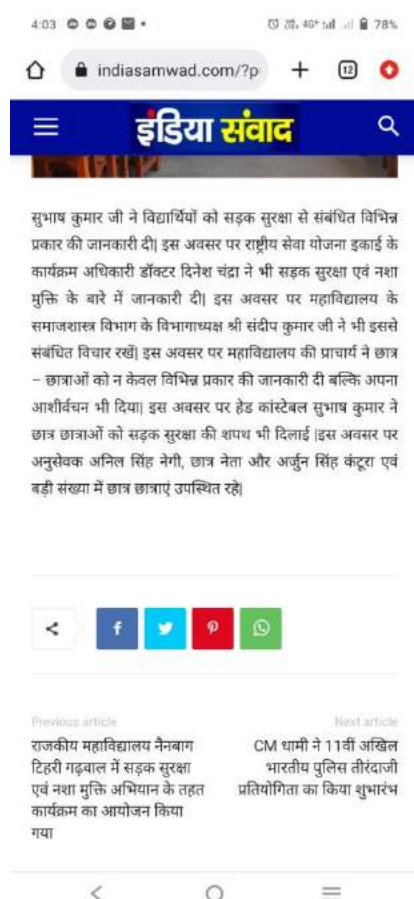 4:03
4G+
78%
indiasamwad.com/?p
12
इंडिया संवाद
सुभाष कुमार जी ने विद्यार्थियों को सड़क सुरक्षा से संबंधित विभिन्न
प्रकार की जानकारी दी| इस अवसर पर राष्ट्रीय सेवा योजना इकाई के
कार्यक्रम अधिकारी डॉक्टर दिनेश चंद्रा ने भी सड़क सुरक्षा एवं नशा
मुक्ति के बारे में जानकारी दी| इस अवसर पर महाविद्यालय के
समाजशास्त्र विभाग के विभागाध्यक्ष श्री संदीप कुमार जी ने भी इससे
संबंधित विचार रखें| इस अवसर पर महाविद्यालय की प्राचार्य ने छात्र
– छात्राओं को न केवल विभिन्न प्रकार की जानकारी दी बल्कि अपना
आशीर्वचन भी दिया| इस अवसर पर हेड कांस्टेबल सुभाष कुमार ने
छात्र छात्राओं को सड़क सुरक्षा की शपथ भी दिलाई |इस अवसर पर
अनुसेवक अनिल सिंह नेगी, छात्र नेता और अर्जुन सिंह कंटूरा एवं
बड़ी संख्या में छात्र छात्राएं उपस्थित रहे|
Previous article
राजकीय महाविद्यालय नैनबाग
टिहरी गढ़वाल में सड़क सुरक्षा
एवं नशा मुक्ति अभियान के तहत
कार्यक्रम का आयोजन किया
गया
Next article
CM धामी ने 11वीं अखिल
भारतीय पुलिस तीरंदाजी
प्रतियोगिता का किया शुभारंभ